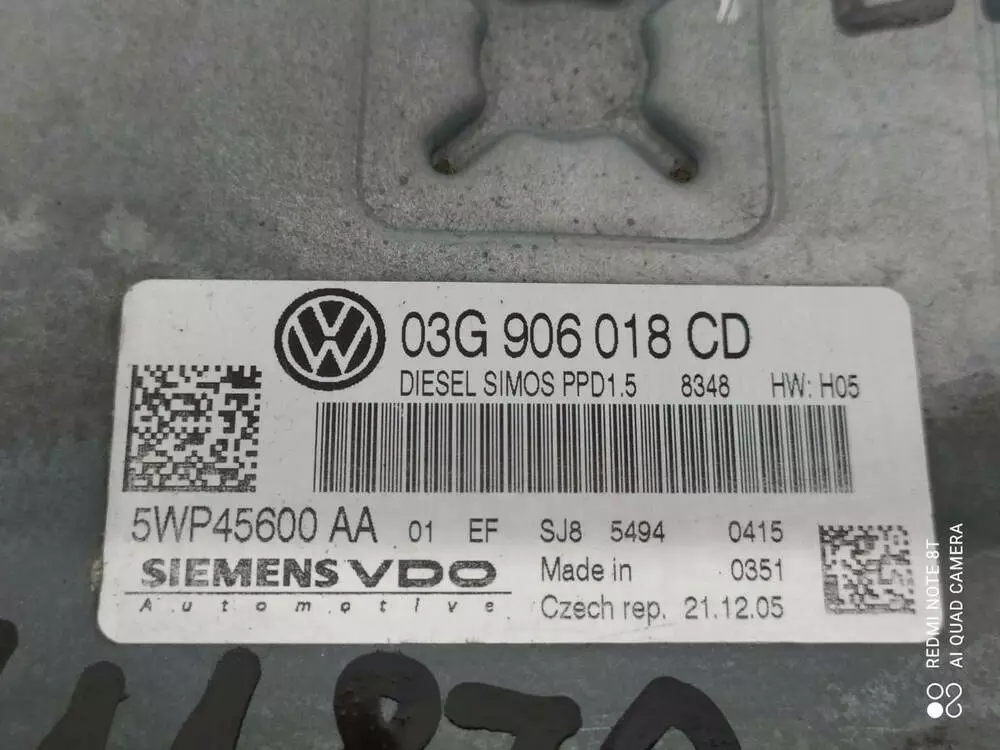 03G 906 018 CD
DIESEL SIMOS PPD1.5 8348 HW: H05
5WP45600 AA 01 EF SJ8 5494 0415
SIEMENS VDO Made in 0351
Automotive Czech rep. 21.12.05
REDMI NOTE 8T
AI QUAD CAMERA